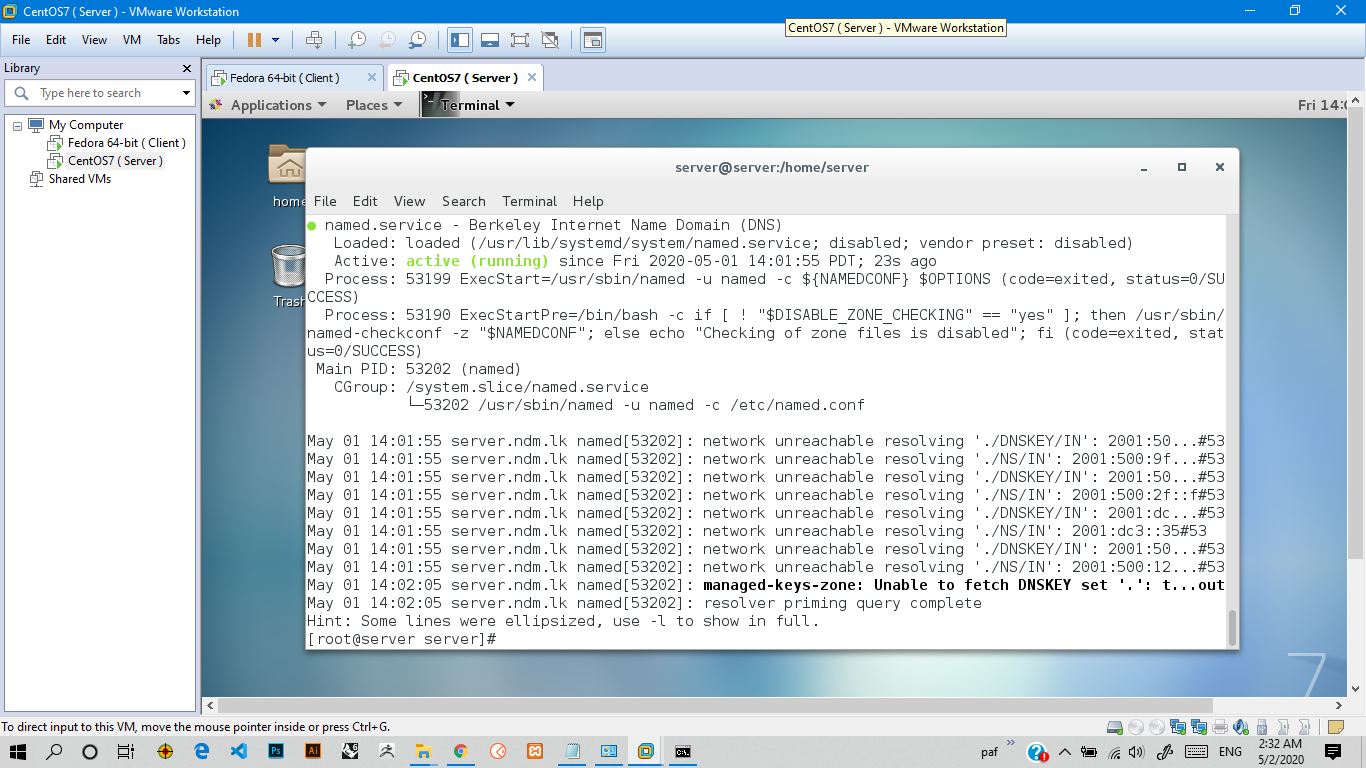 CentOS7 ( Server ) - VMware Workstation
CentOS7 ( Server ) - VMware Workstation
File Edit View VM Tabs Help
Library
Type here to search
My Computer
Fedora 64-bit ( Client )
CentOS7 ( Server )
Shared VMs
Fedora 64-bit ( Client )
CentOS7 ( Server )
Applications Places Terminal Fri 14:0
home
Trash
server@server:/home/server
File Edit View Search Terminal Help
● named.service - Berkeley Internet Name Domain (DNS)
Loaded: loaded (/usr/lib/systemd/system/named.service; disabled; vendor preset: disabled)
Active: active (running) since Fri 2020-05-01 14:01:55 PDT; 23s ago
Process: 53199 ExecStart=/usr/sbin/named -u named -c ${NAMEDCONF} $OPTIONS (code=exited, status=0/SU
CCESS)
Process: 53190 ExecStartPre=/bin/bash -c if [ ! "$DISABLE_ZONE_CHECKING" == "yes" ]; then /usr/sbin/
named-checkconf -z "$NAMEDCONF"; else echo "Checking of zone files is disabled"; fi (code=exited, stat
us=0/SUCCESS)
Main PID: 53202 (named)
CGroup: /system.slice/named.service
└─53202 /usr/sbin/named -u named -c /etc/named.conf
May 01 14:01:55 server.ndm.lk named[53202]: network unreachable resolving './DNSKEY/IN': 2001:50...#53
May 01 14:01:55 server.ndm.lk named[53202]: network unreachable resolving './NS/IN': 2001:500:9f...#53
May 01 14:01:55 server.ndm.lk named[53202]: network unreachable resolving './DNSKEY/IN': 2001:50...#53
May 01 14:01:55 server.ndm.lk named[53202]: network unreachable resolving './NS/IN': 2001:500:2f::f#53
May 01 14:01:55 server.ndm.lk named[53202]: network unreachable resolving './DNSKEY/IN': 2001:dc...#53
May 01 14:01:55 server.ndm.lk named[53202]: network unreachable resolving './NS/IN': 2001:dc3::35#53
May 01 14:01:55 server.ndm.lk named[53202]: network unreachable resolving './DNSKEY/IN': 2001:50...#53
May 01 14:01:55 server.ndm.lk named[53202]: network unreachable resolving './NS/IN': 2001:500:12...#53
May 01 14:02:05 server.ndm.lk named[53202]: managed-keys-zone: Unable to fetch DNSKEY set '.': t...out
May 01 14:02:05 server.ndm.lk named[53202]: resolver priming query complete
Hint: Some lines were ellipsized, use -l to show in full.
[root@server server]#
7
To direct input to this VM, move the mouse pointer inside or press Ctrl+G.
paf
ENG
2:32 AM
5/2/2020